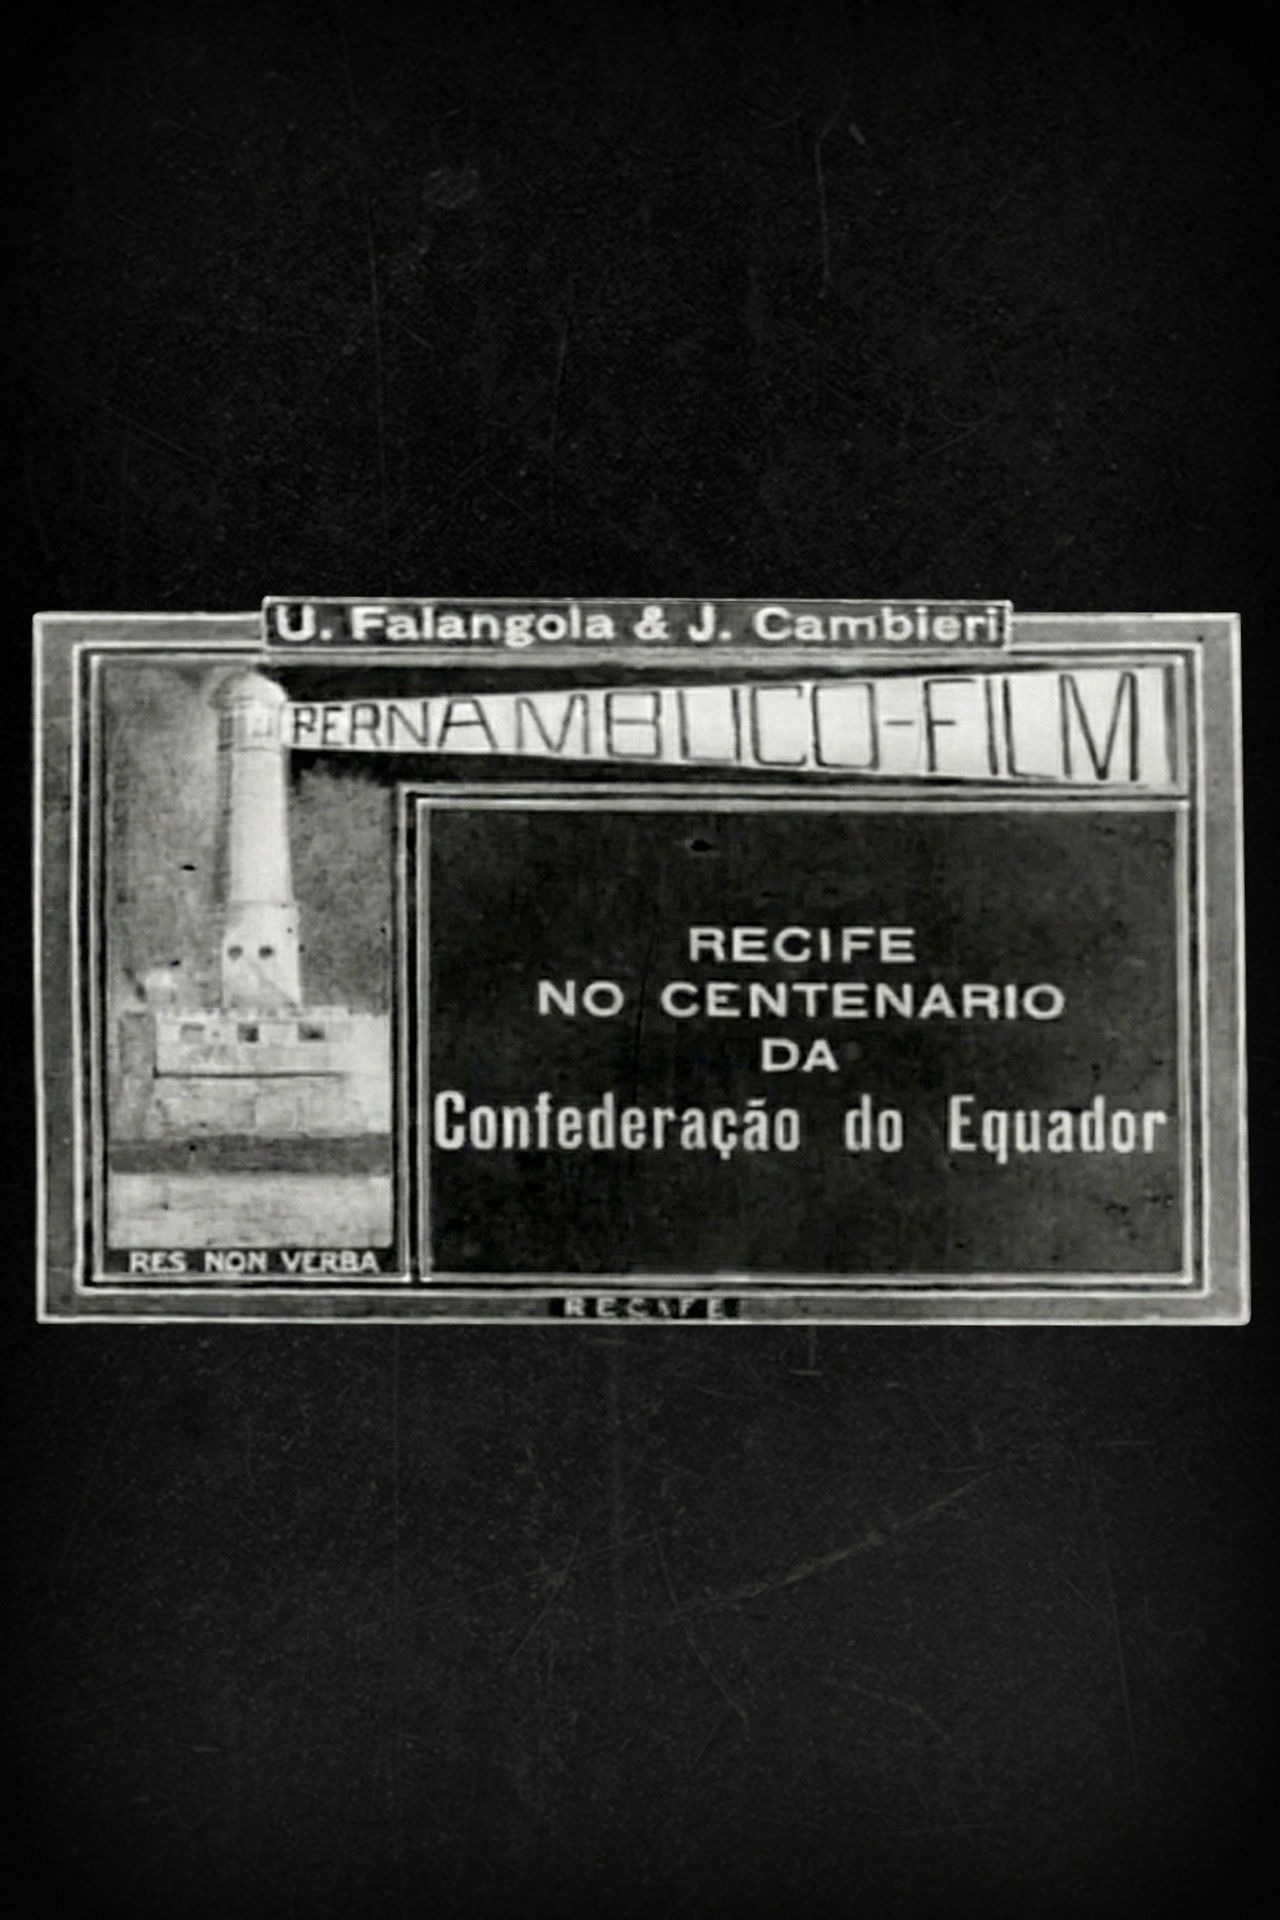 U. Falangola & J. Cambieri
PERNAMBUCO-FILM
RECIFE
NO CENTENARIO
DA
Confederação do Equador
RES NON VERBA
RECIFE